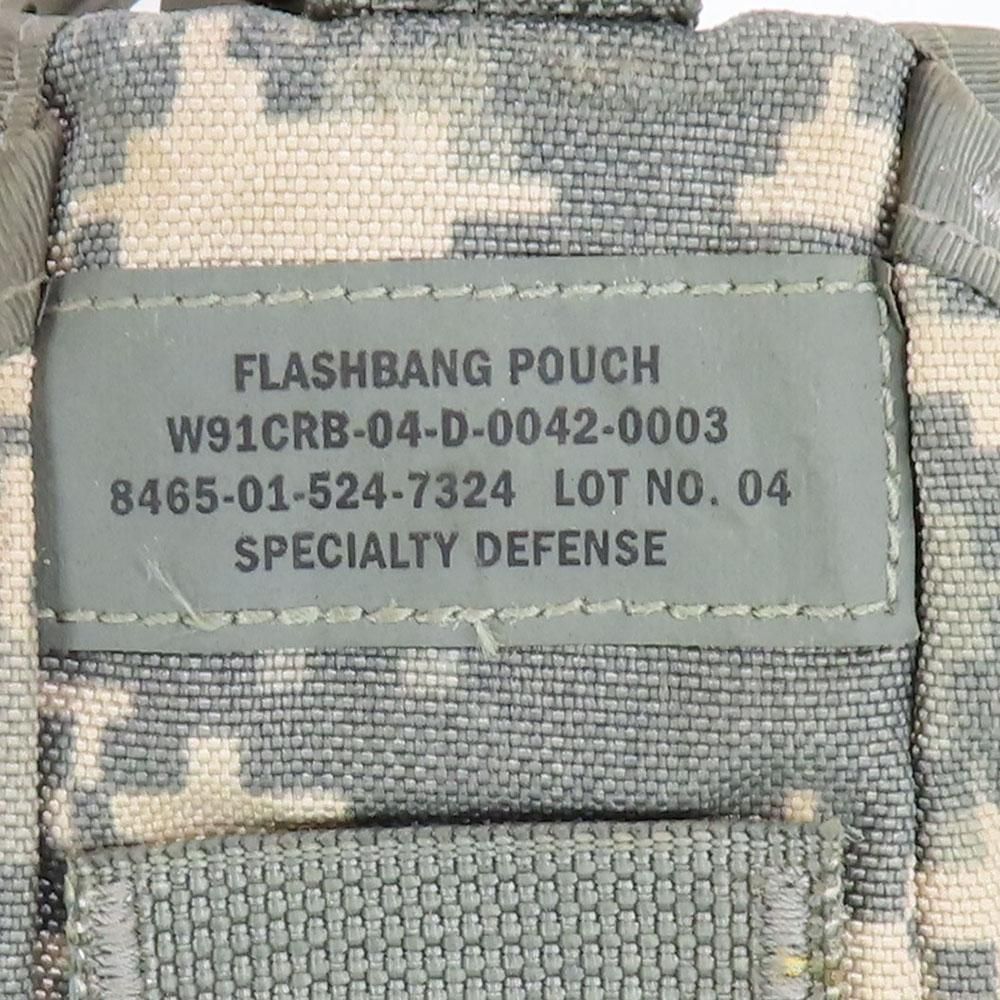 FLASHBANG POUCH
W91CRB-04-D-0042-0003
8465-01-524-7324 LOT NO. 04
SPECIALTY DEFENSE